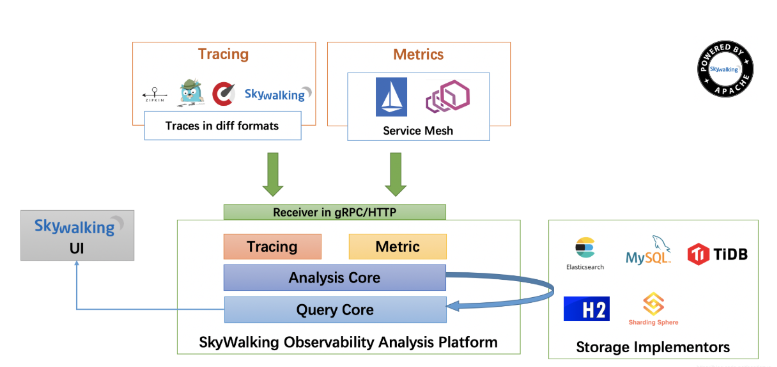 Tracing
Metrics
POWERED BY
Skywalking
APACHE
ZIPKIN
Skywalking
Traces in diff formats
Service Mesh
Receiver in gRPC/HTTP
Skywalking
UI
Tracing
Metric
Analysis Core
Query Core
SkyWalking Observability Analysis Platform
Elasticsearch
MySQL
TiDB
H2
Sharding Sphere
Storage Implementors